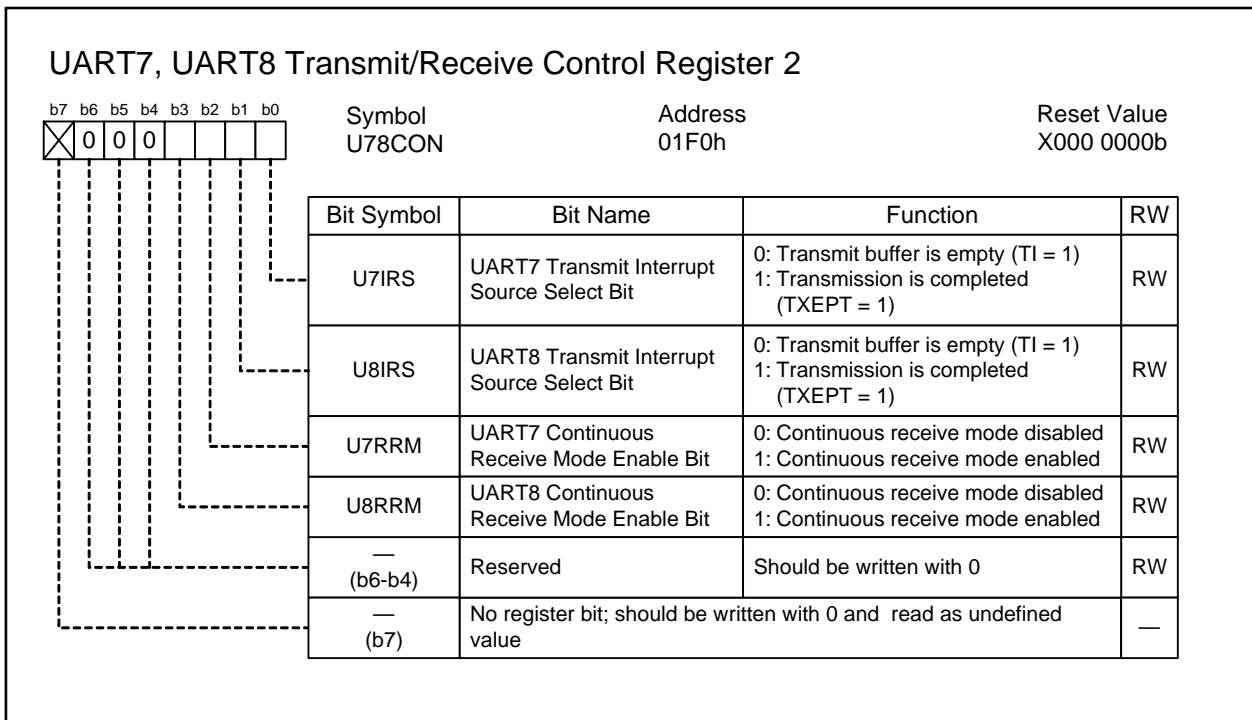 UART7, UART8 Transmit/Receive Control Register 2
b7 b6 b5 b4 b3 b2 b1 b0
0 0 0
Symbol Address Reset Value
U78CON 01F0h X000 0000b
Bit Symbol Bit Name Function RW
U7IRS
UART7 Transmit Interrupt
Source Select Bit
0: Transmit buffer is empty (TI = 1)
1: Transmission is completed
(TXEPT = 1)
RW
U8IRS
UART8 Transmit Interrupt
Source Select Bit
0: Transmit buffer is empty (TI = 1)
1: Transmission is completed
(TXEPT = 1)
RW
U7RRM
UART7 Continuous
Receive Mode Enable Bit
0: Continuous receive mode disabled
1: Continuous receive mode enabled
RW
U8RRM
UART8 Continuous
Receive Mode Enable Bit
0: Continuous receive mode disabled
1: Continuous receive mode enabled
RW
—
(b6-b4)
Reserved
Should be written with 0
RW
—
(b7)
No register bit; should be written with 0 and read as undefined
value
—